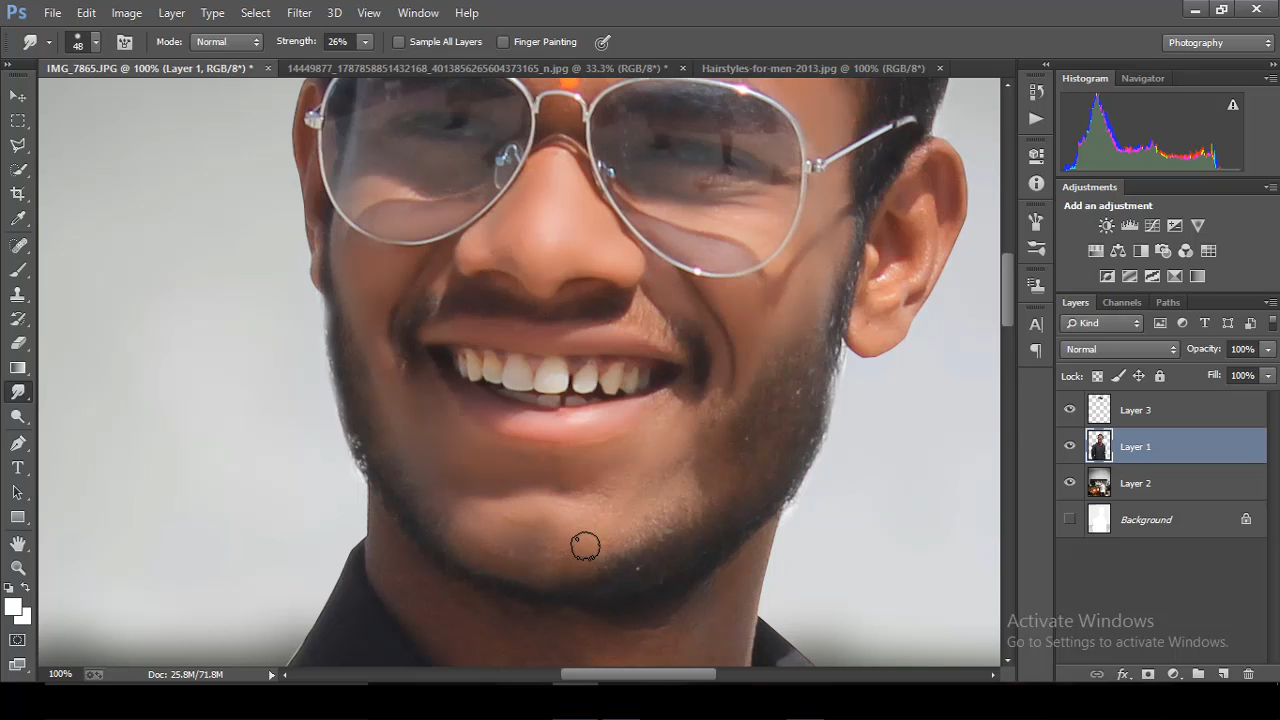 Ps File Edit Image Layer Type Select Filter 3D View Window Help
48 Mode: Normal Strength: 26% Sample All Layers Finger Painting Photography
IMG_7865.JPG @ 100% (Layer 1, RGB/8*) * × 14449877_1787858851432168_4013856265604373165_n.jpg @ 33.3% (RGB/8*) * × Hairstyles-for-men-2013.jpg @ 100% (RGB/8*) ×
Histogram Navigator
Adjustments
Add an adjustment
Layers Channels Paths
Kind
Normal Opacity: 100%
Lock: Fill: 100%
Layer 3
Layer 1
Layer 2
Background
Activate Windows
Go to Settings to activate Windows.
100% Doc: 25.8M/71.8M